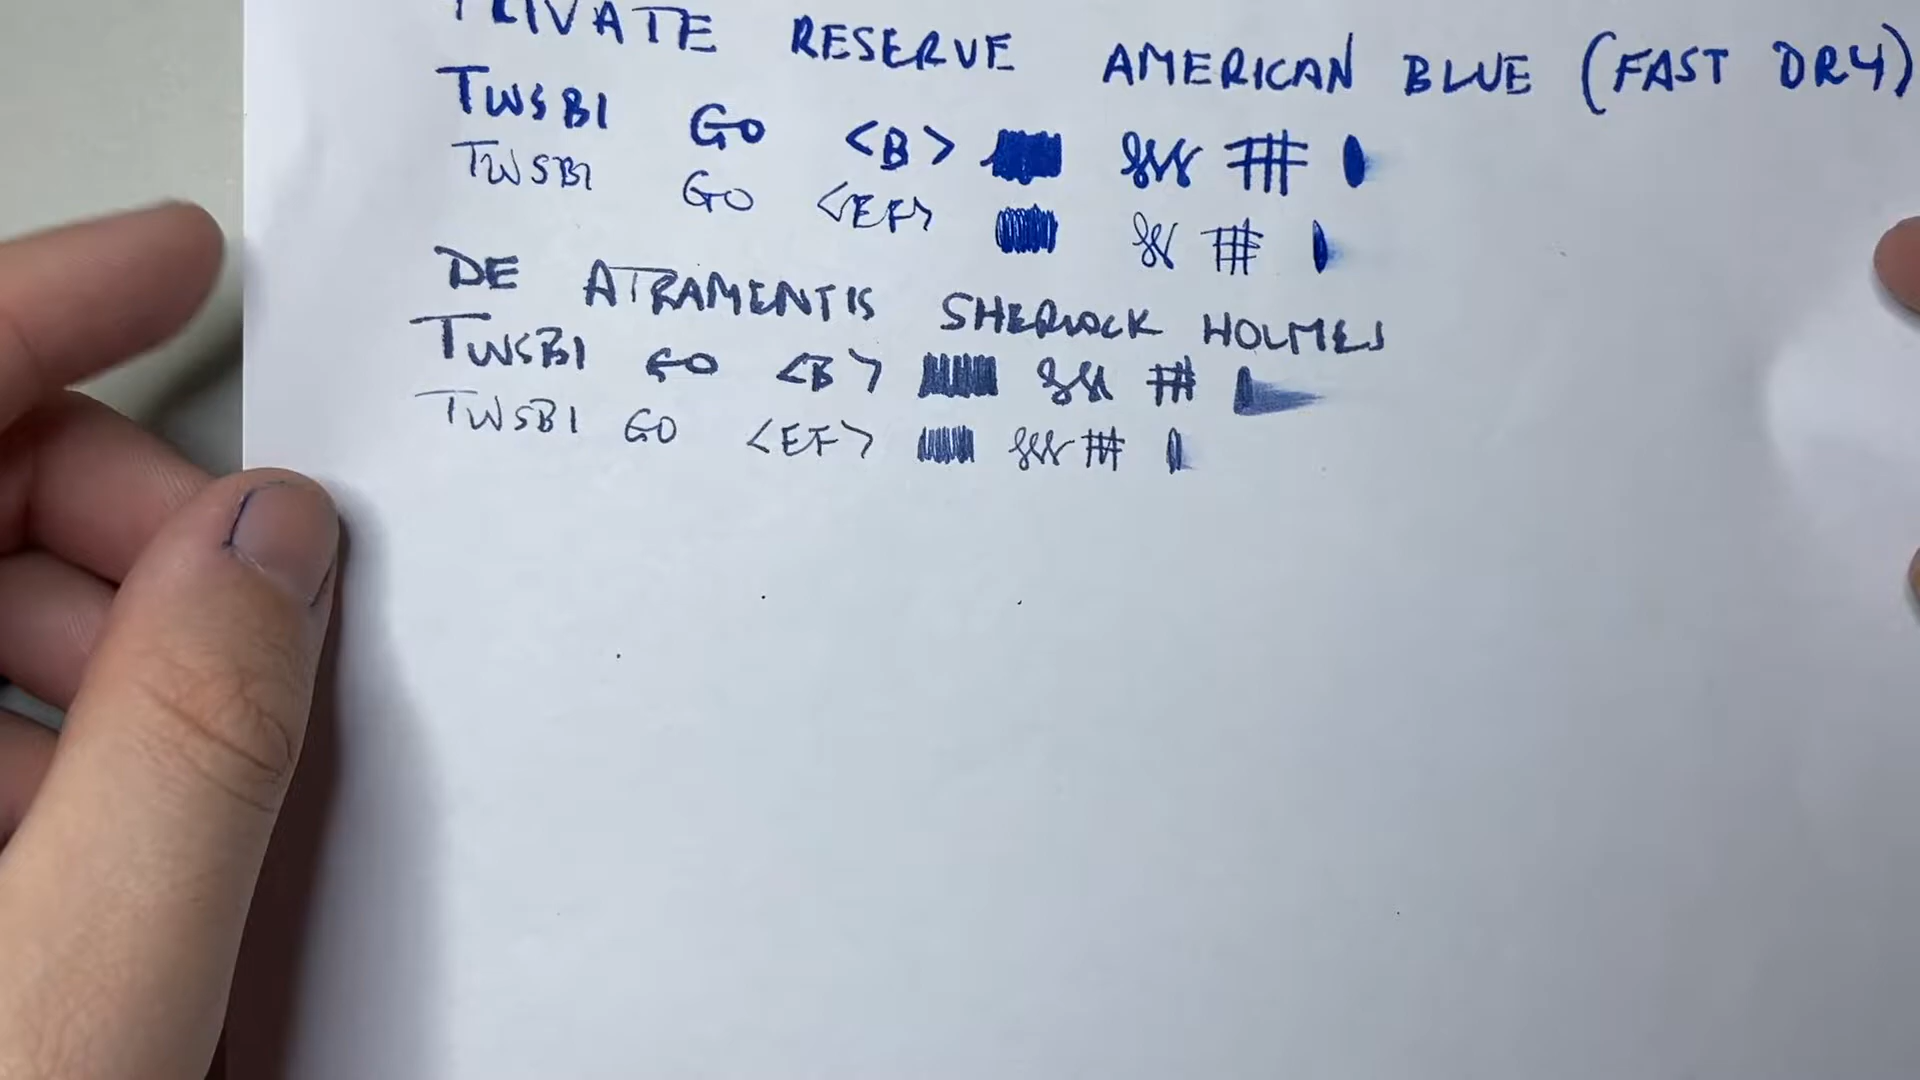 PRIVATE RESERVE AMERICAN BLUE (FAST DRY)
TWSBI GO <B>
TWSBI GO <EF>
DE ATRAMENTIS SHERLOCK HOLMES
TWSBI GO <B>
TWSBI GO <EF>